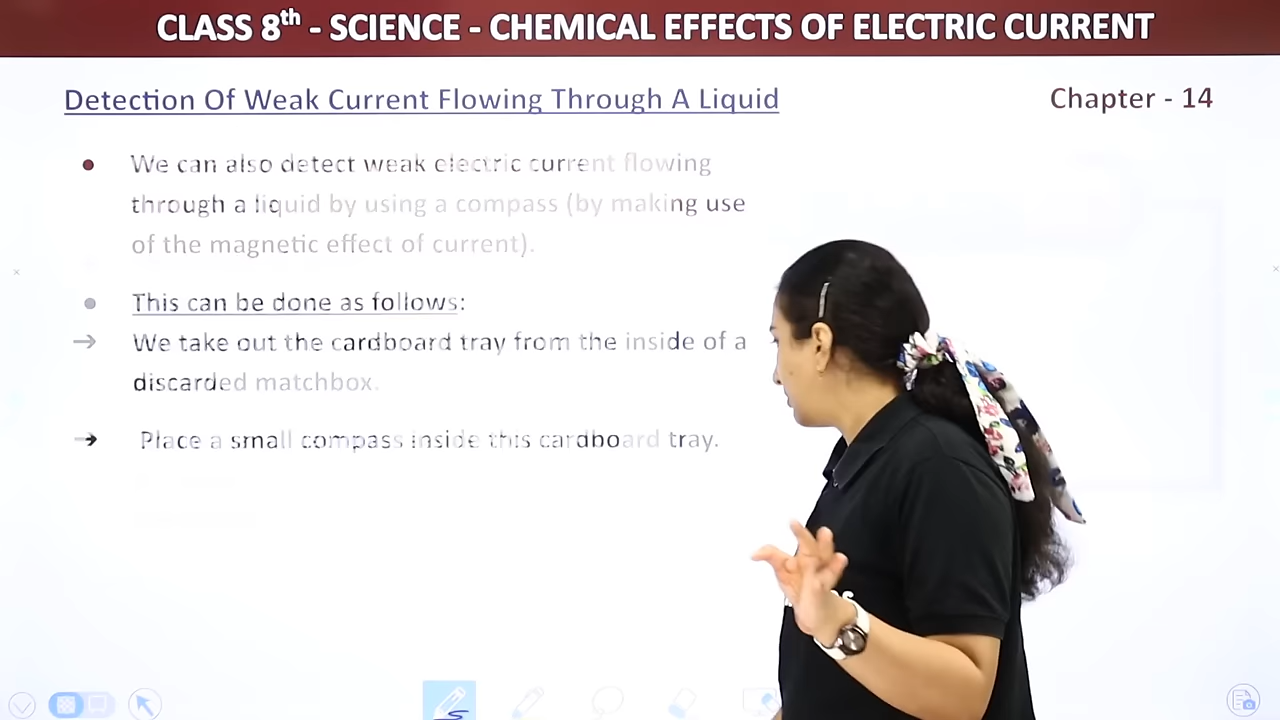 CLASS 8th - SCIENCE - CHEMICAL EFFECTS OF ELECTRIC CURRENT
Detection Of Weak Current Flowing Through A Liquid
Chapter - 14
We can also detect weak electric current flowing
through a liquid by using a compass (by making use
of the magnetic effect of current).
This can be done as follows:
We take out the cardboard tray from the inside of a
discarded matchbox.
Place a small compass inside this cardboard tray.